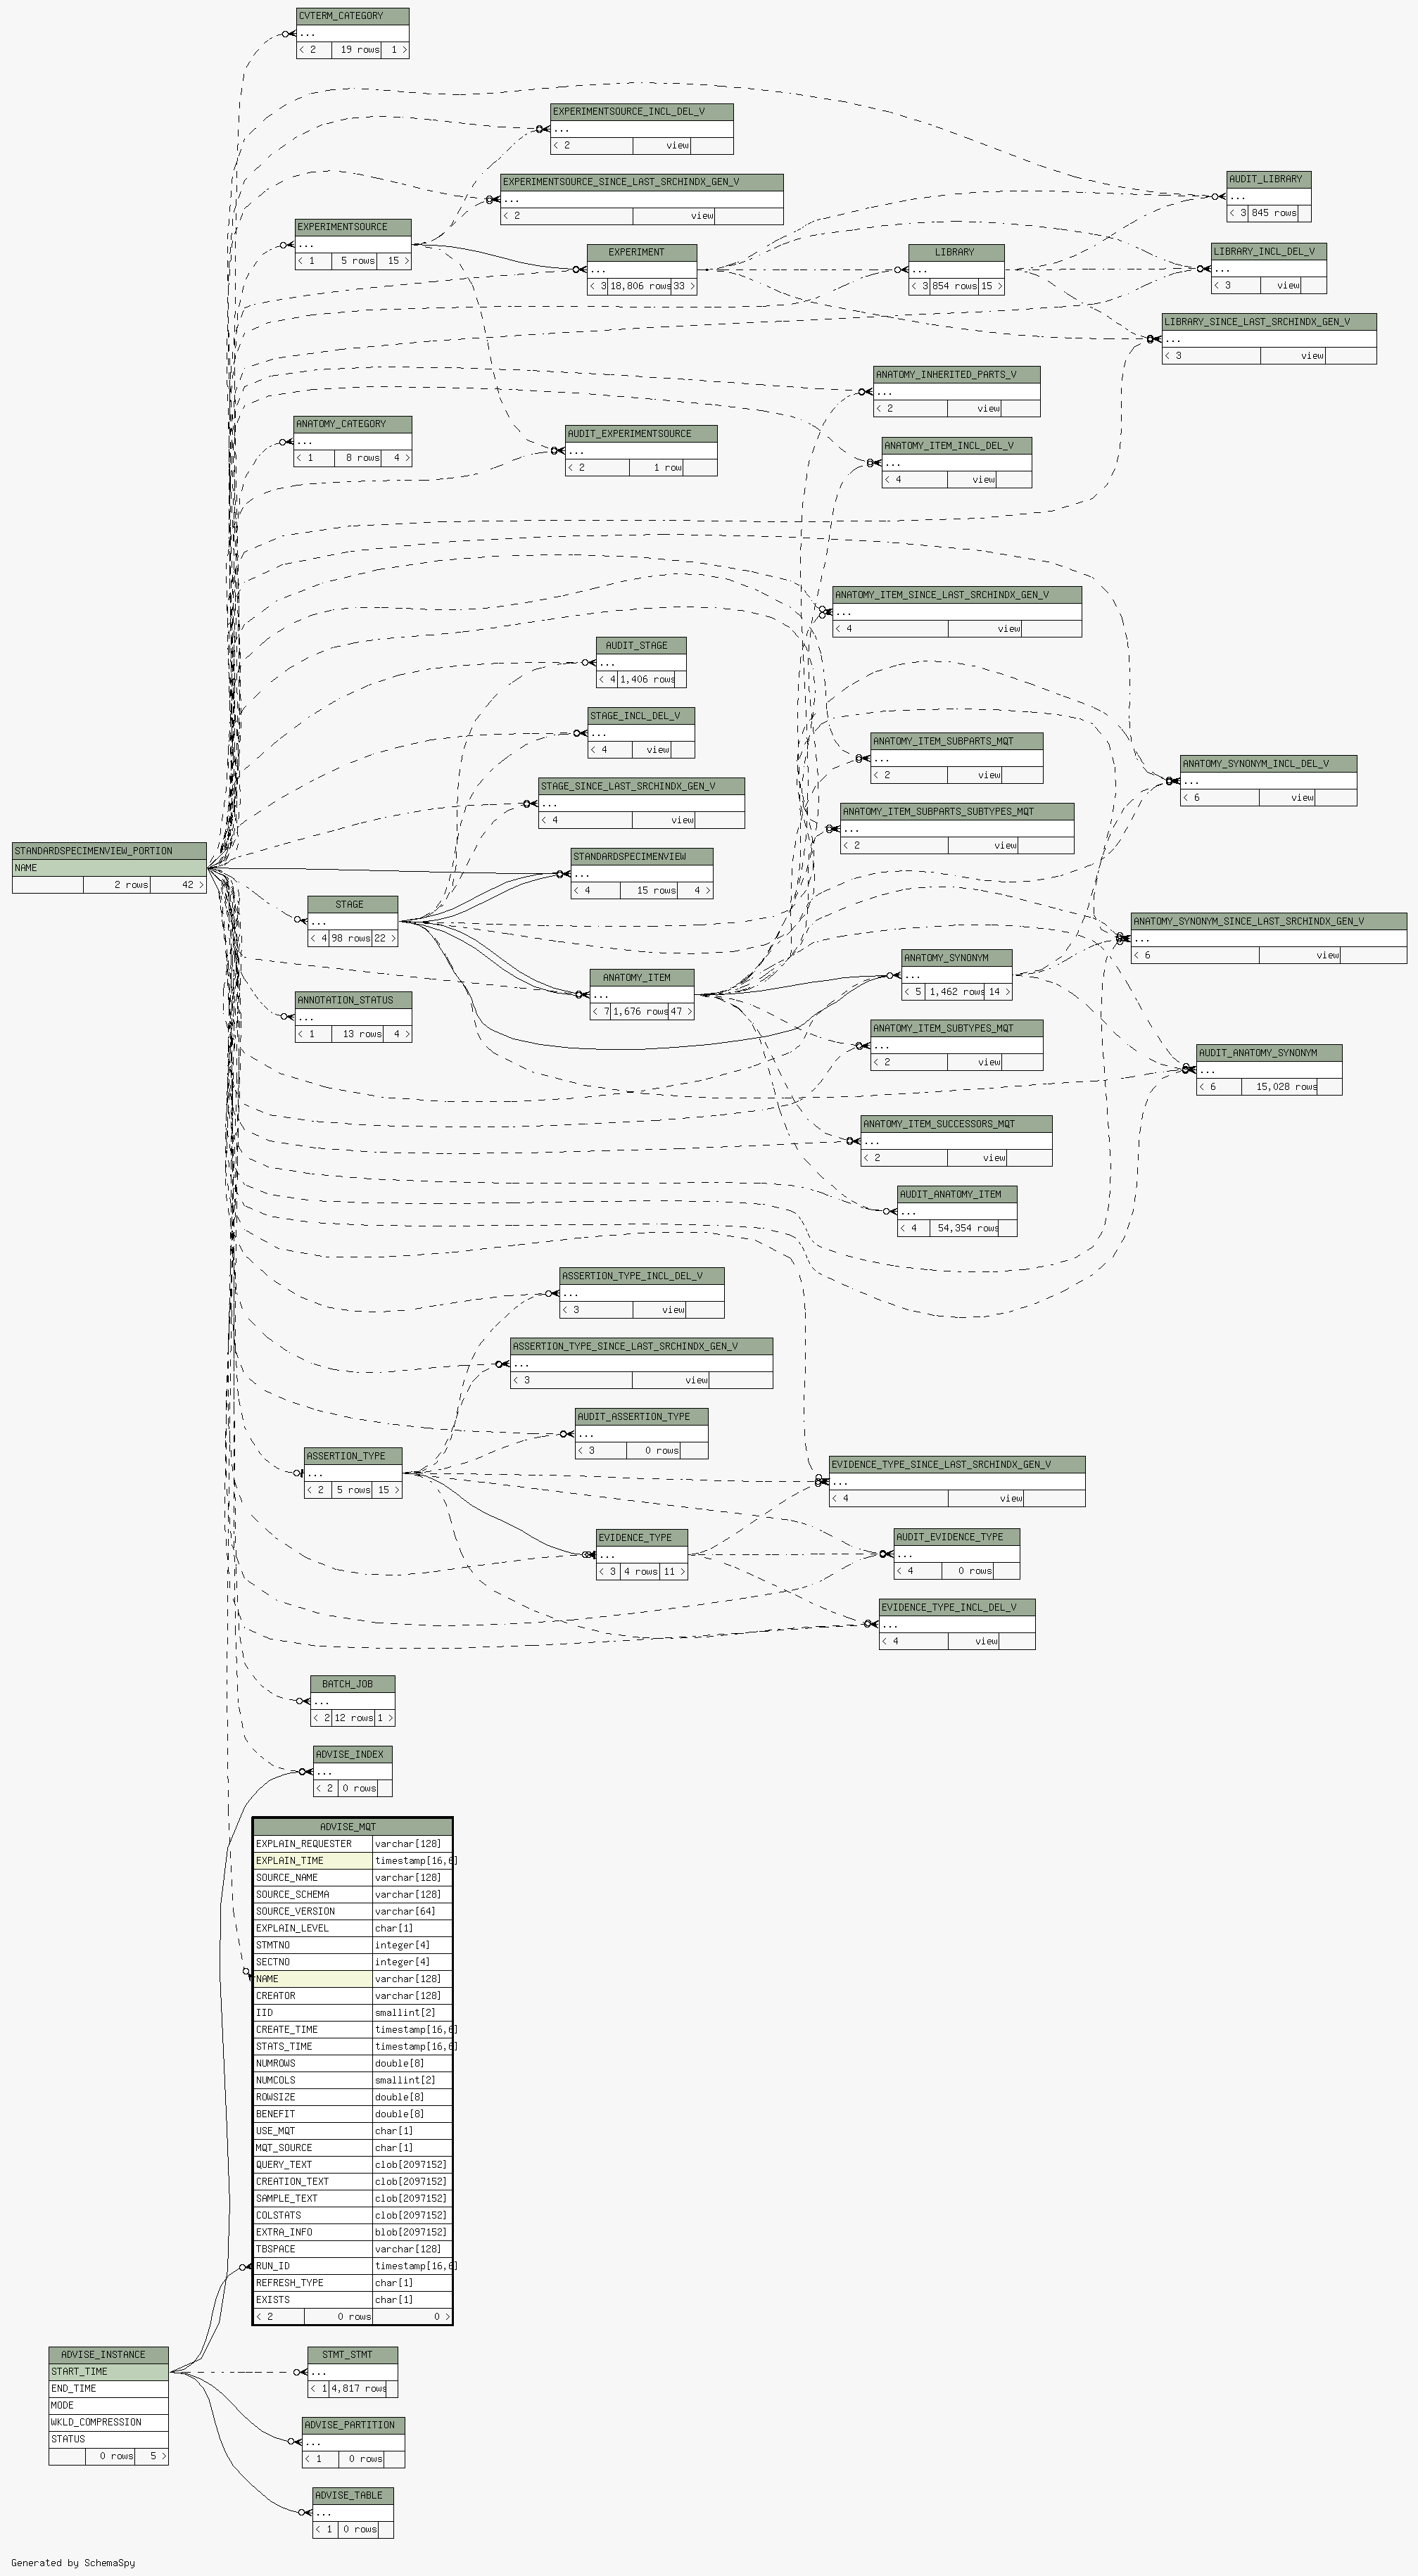 CVTERM_CATEGORY
...
< 2 19 rows 1 >
EXPERIMENTSOURCE_INCL_DEL_V
...
< 2 view
EXPERIMENTSOURCE_SINCE_LAST_SRCHINDX_GEN_V
...
< 2 view
AUDIT_LIBRARY
...
< 3 845 rows
EXPERIMENTSOURCE
...
< 1 5 rows 15 >
EXPERIMENT
...
< 3 18,806 rows 33 >
LIBRARY
...
< 3 854 rows 15 >
LIBRARY_INCL_DEL_V
...
< 3 view
LIBRARY_SINCE_LAST_SRCHINDX_GEN_V
...
< 3 view
ANATOMY_INHERITED_PARTS_V
...
< 2 view
ANATOMY_CATEGORY
...
< 1 8 rows 4 >
AUDIT_EXPERIMENTSOURCE
...
< 2 1 row
ANATOMY_ITEM_INCL_DEL_V
...
< 4 view
ANATOMY_ITEM_SINCE_LAST_SRCHINDX_GEN_V
...
< 4 view
AUDIT_STAGE
...
< 4 1,406 rows
STAGE_INCL_DEL_V
...
< 4 view
ANATOMY_ITEM_SUBPARTS_MQT
...
< 2 view
ANATOMY_SYNONYM_INCL_DEL_V
...
< 6 view
STAGE_SINCE_LAST_SRCHINDX_GEN_V
...
< 4 view
ANATOMY_ITEM_SUBPARTS_SUBTYPES_MQT
...
< 2 view
STANDARDSPECIMENVIEW_PORTION
NAME
2 rows 42 >
STANDARDSPECIMENVIEW
...
< 4 15 rows 4 >
STAGE
...
< 4 98 rows 22 >
ANATOMY_SYNONYM_SINCE_LAST_SRCHINDX_GEN_V
...
< 6 view
ANATOMY_SYNONYM
...
< 5 1,462 rows 14 >
ANATOMY_ITEM
...
< 7 1,676 rows 47 >
ANNOTATION_STATUS
...
< 1 13 rows 4 >
ANATOMY_ITEM_SUBTYPES_MQT
...
< 2 view
AUDIT_ANATOMY_SYNONYM
...
< 6 15,028 rows
ANATOMY_ITEM_SUCCESSORS_MQT
...
< 2 view
AUDIT_ANATOMY_ITEM
...
< 4 54,354 rows
ASSERTION_TYPE_INCL_DEL_V
...
< 3 view
ASSERTION_TYPE_SINCE_LAST_SRCHINDX_GEN_V
...
< 3 view
AUDIT_ASSERTION_TYPE
...
< 3 0 rows
ASSERTION_TYPE
...
< 2 5 rows 15 >
EVIDENCE_TYPE_SINCE_LAST_SRCHINDX_GEN_V
...
< 4 view
EVIDENCE_TYPE
...
< 3 4 rows 11 >
AUDIT_EVIDENCE_TYPE
...
< 4 0 rows
EVIDENCE_TYPE_INCL_DEL_V
...
< 4 view
BATCH_JOB
...
< 2 12 rows 1 >
ADVISE_INDEX
...
< 2 0 rows
ADVISE_MQT
EXPLAIN_REQUESTER varchar[128]
EXPLAIN_TIME timestamp[16,6]
SOURCE_NAME varchar[128]
SOURCE_SCHEMA varchar[128]
SOURCE_VERSION varchar[64]
EXPLAIN_LEVEL char[1]
STMTNO integer[4]
SECTNO integer[4]
NAME varchar[128]
CREATOR varchar[128]
IID smallint[2]
CREATE_TIME timestamp[16,6]
STATS_TIME timestamp[16,6]
NUMROWS double[8]
NUMCOLS smallint[2]
ROWSIZE double[8]
BENEFIT double[8]
USE_MQT char[1]
MQT_SOURCE char[1]
QUERY_TEXT clob[2097152]
CREATION_TEXT clob[2097152]
SAMPLE_TEXT clob[2097152]
COLSTATS clob[2097152]
EXTRA_INFO blob[2097152]
TBSPACE varchar[128]
RUN_ID timestamp[16,6]
REFRESH_TYPE char[1]
EXISTS char[1]
< 2 0 rows 0 >
ADVISE_INSTANCE
START_TIME
END_TIME
MODE
WKLD_COMPRESSION
STATUS
0 rows 5 >
STMT_STMT
...
< 1 4,817 rows
ADVISE_PARTITION
...
< 1 0 rows
ADVISE_TABLE
...
< 1 0 rows
Generated by SchemaSpy